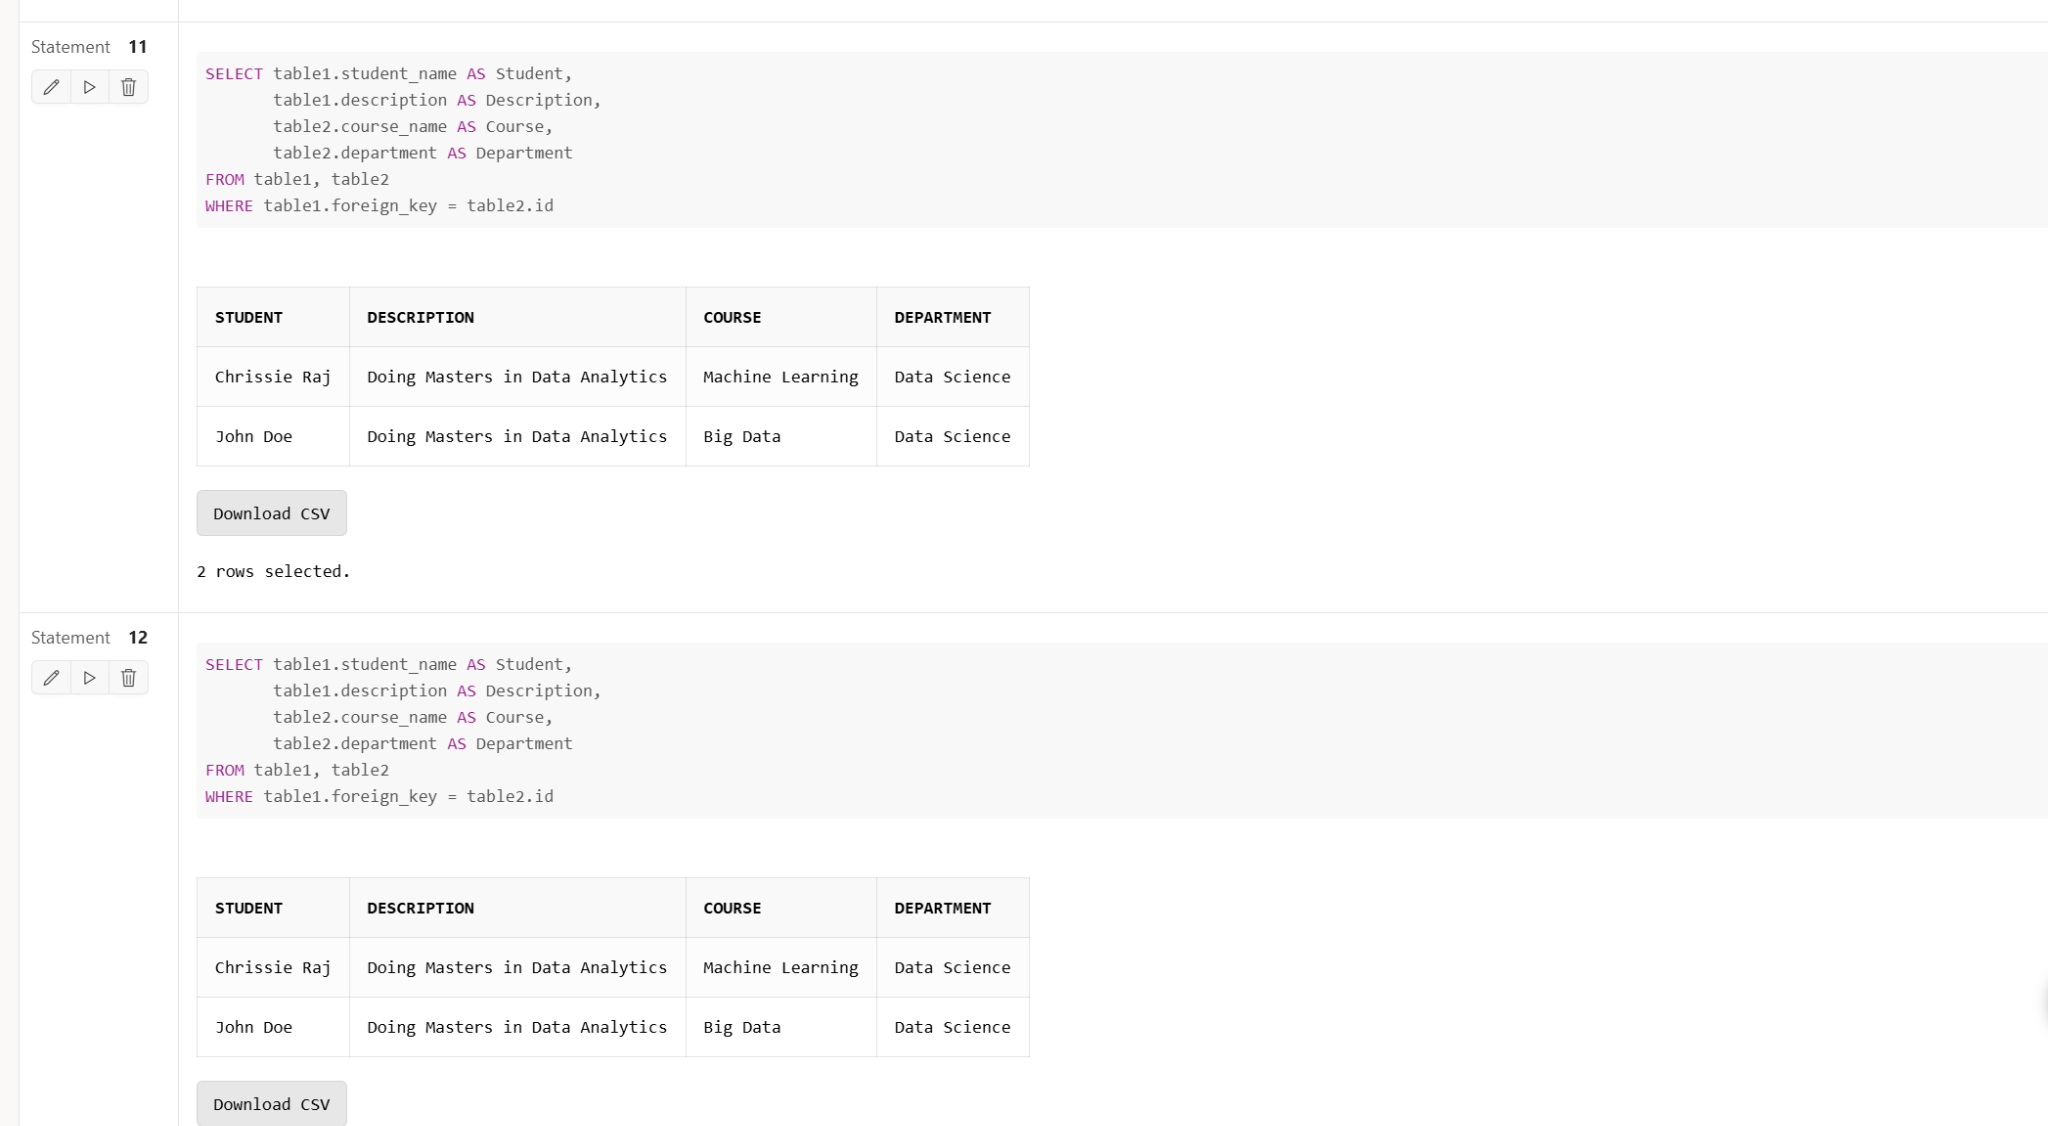 Statement 11
SELECT table1.student_name AS Student,
       table1.description AS Description,
       table2.course_name AS Course,
       table2.department AS Department
FROM table1, table2
WHERE table1.foreign_key = table2.id
STUDENT DESCRIPTION COURSE DEPARTMENT
Chrissie Raj Doing Masters in Data Analytics Machine Learning Data Science
John Doe Doing Masters in Data Analytics Big Data Data Science
Download CSV
2 rows selected.
Statement 12
SELECT table1.student_name AS Student,
       table1.description AS Description,
       table2.course_name AS Course,
       table2.department AS Department
FROM table1, table2
WHERE table1.foreign_key = table2.id
STUDENT DESCRIPTION COURSE DEPARTMENT
Chrissie Raj Doing Masters in Data Analytics Machine Learning Data Science
John Doe Doing Masters in Data Analytics Big Data Data Science
Download CSV